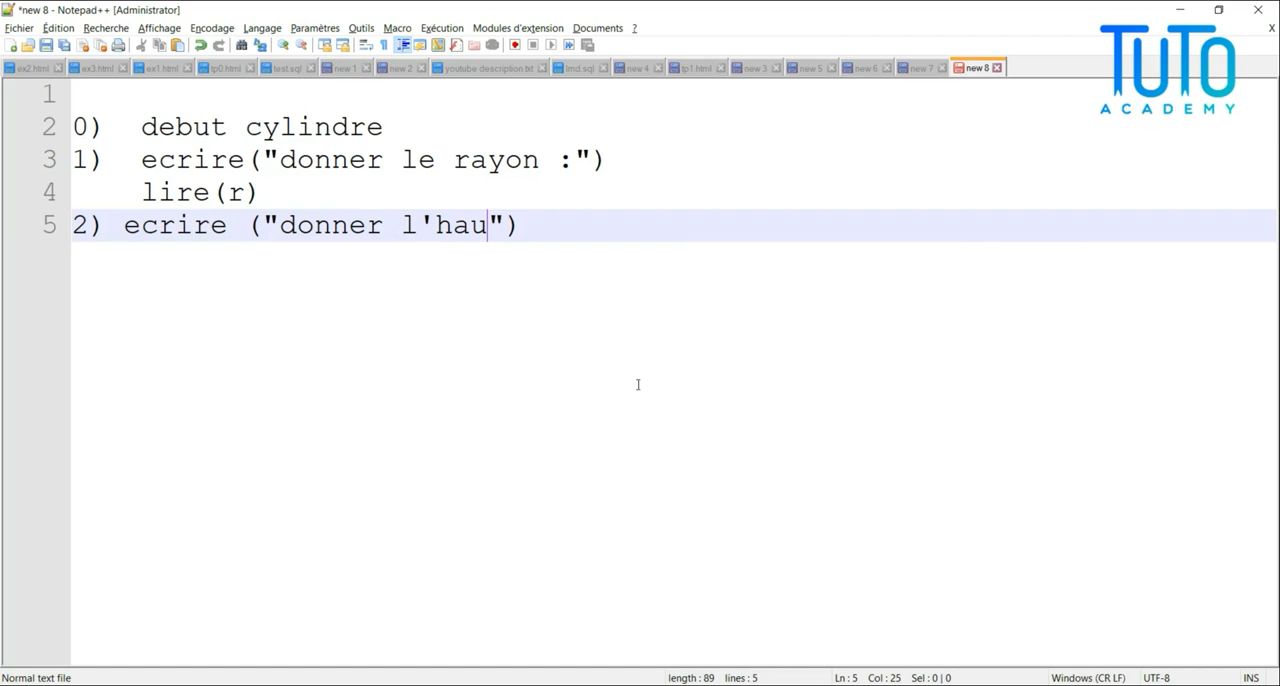 *new 8 - Notepad++ [Administrator]
Fichier Édition Recherche Affichage Encodage Langage Paramètres Outils Macro Exécution Modules d'extension Documents ? X
ex2.html ex3.html ex1.html tp0.html test.sql new 1 new 2 youtube description.txt lmd.sql new 4 tp1.html new 3 new 5 new 6 new 7 new 8
TUTO
ACADEMY
1
2 0) debut cylindre
3 1) ecrire("donner le rayon :")
4 lire(r)
5 2) ecrire ("donner l'hau")
Normal text file length : 89 lines : 5 Ln : 5 Col : 25 Sel : 0 | 0 Windows (CR LF) UTF-8 INS